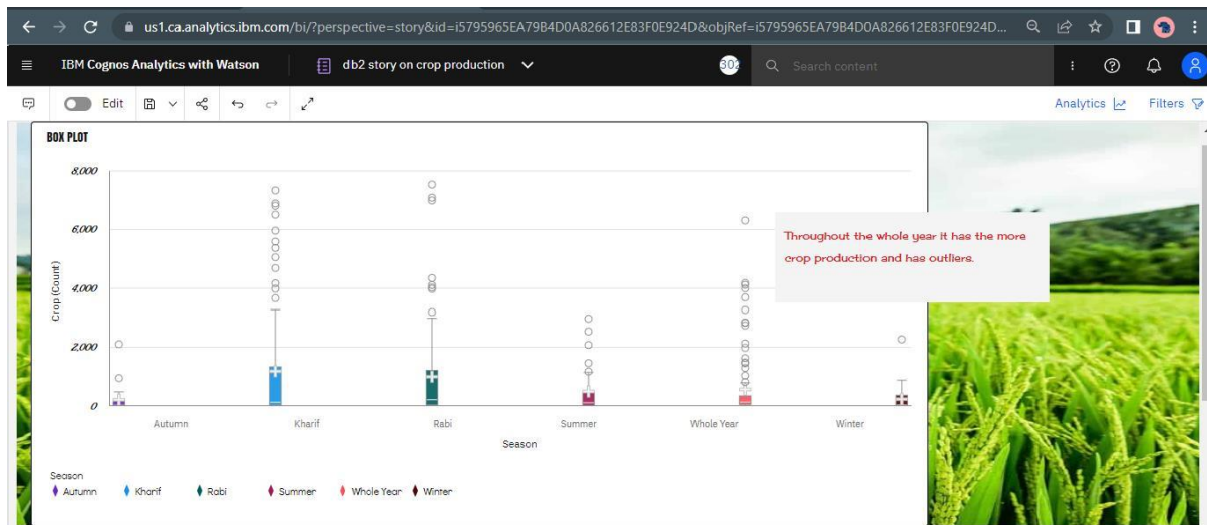 us1.ca.analytics.ibm.com/bi/?perspective=story&id=i5795965EA79B4D0A826612E83F0E924D&objRef=i5795965EA79B4D0A826612E83F0E924D...
IBM Cognos Analytics with Watson
db2 story on crop production
302
Search content
Edit
Analytics
Filters
BOX PLOT
8,000
6,000
4,000
2,000
0
Crop (Count)
Throughout the whole year it has the more
crop production and has outliers.
Autumn Kharif Rabi Summer Whole Year Winter
Season
Season
Autumn Kharif Rabi Summer Whole Year Winter